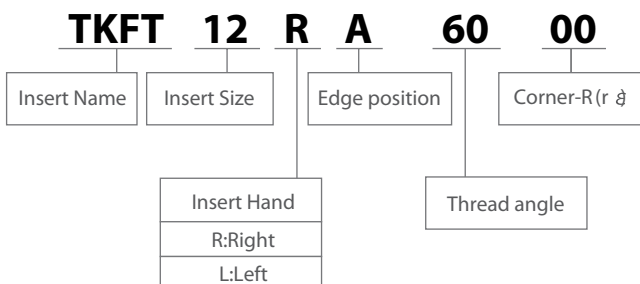 TKFT 12 R A 60 00
Insert Name Insert Size Edge position Corner-R (r
Insert Hand Thread angle
R:Right
L:Left